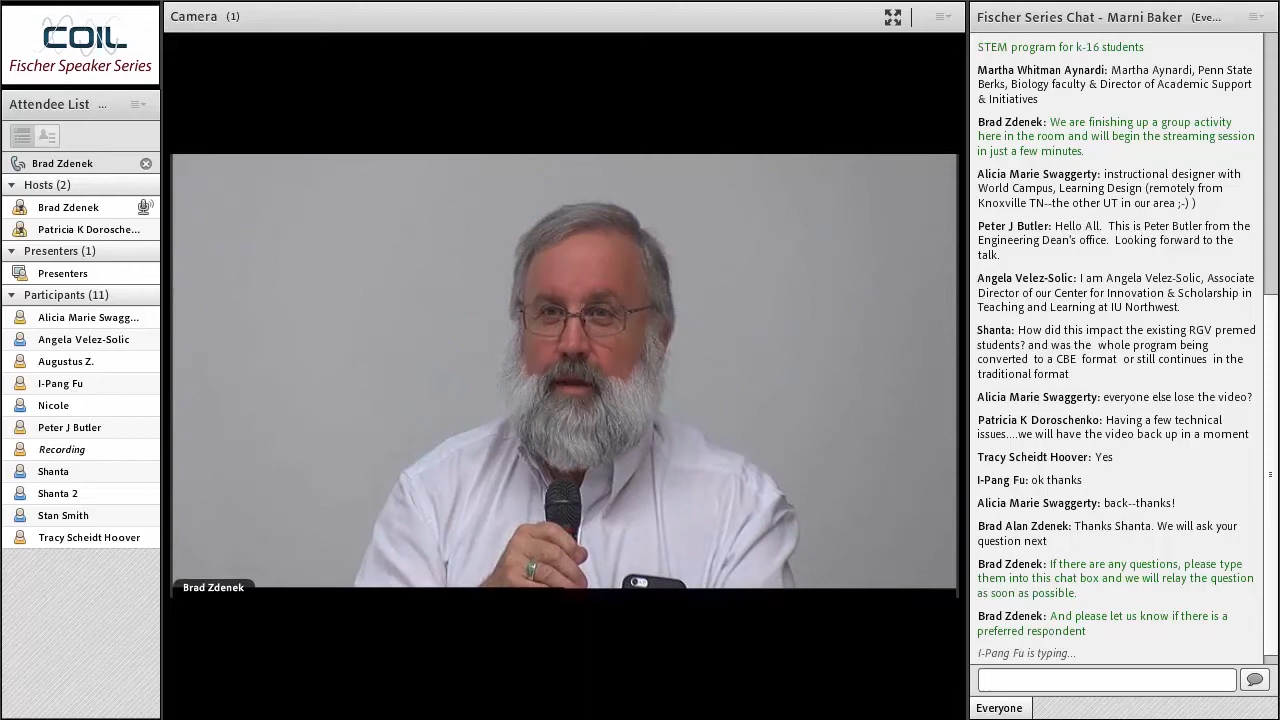 COIL
Fischer Speaker Series
Attendee List ...
Brad Zdenek
Hosts (2)
Brad Zdenek
Patricia K Dorosche...
Presenters (1)
Presenters
Participants (11)
Alicia Marie Swagg...
Angela Velez-Solic
Augustus Z.
I-Pang Fu
Nicole
Peter J Butler
Recording
Shanta
Shanta 2
Stan Smith
Tracy Scheidt Hoover
Camera (1)
Brad Zdenek
Fischer Series Chat - Marni Baker (Eve...
STEM program for k-16 students
Martha Whitman Aynardi: Martha Aynardi, Penn State
Berks, Biology faculty & Director of Academic Support
& Initiatives
Brad Zdenek: We are finishing up a group activity
here in the room and will begin the streaming session
in just a few minutes.
Alicia Marie Swaggerty: instructional designer with
World Campus, Learning Design (remotely from
Knoxville TN--the other UT in our area ;-) )
Peter J Butler: Hello All. This is Peter Butler from the
Engineering Dean's office. Looking forward to the
talk.
Angela Velez-Solic: I am Angela Velez-Solic, Associate
Director of our Center for Innovation & Scholarship in
Teaching and Learning at IU Northwest.
Shanta: How did this impact the existing RGV premed
students? and was the whole program being
converted to a CBE format or still continues in the
traditional format
Alicia Marie Swaggerty: everyone else lose the video?
Patricia K Doroschenko: Having a few technical
issues....we will have the video back up in a moment
Tracy Scheidt Hoover: Yes
I-Pang Fu: ok thanks
Alicia Marie Swaggerty: back--thanks!
Brad Alan Zdenek: Thanks Shanta. We will ask your
question next
Brad Zdenek: If there are any questions, please type
them into this chat box and we will relay the question
as soon as possible.
Brad Zdenek: And please let us know if there is a
preferred respondent
I-Pang Fu is typing...
Everyone